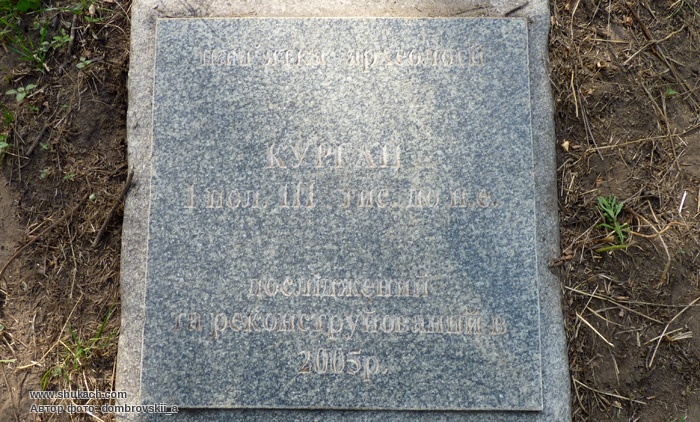 пам'ятка археології
КУРГАН
І пол. ІІІ тис. до н.е.
досліджений
та реконструйований в
2005р.
www.shukach.com
Автор фото: dombrovskii_a